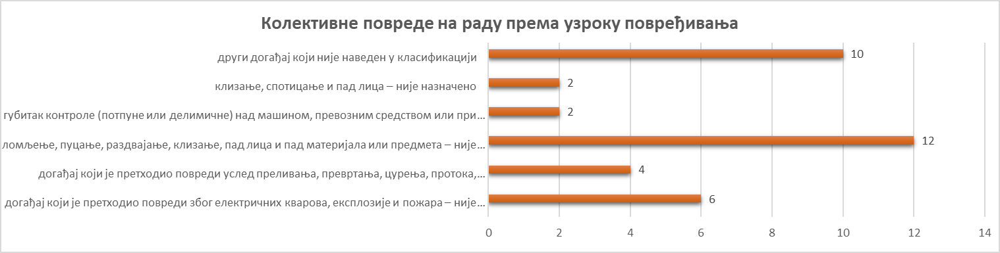 Колективне повреде на раду према узроку повређивања
други догађај који није наведен у класификацији
10
клизање, спотицање и пад лица – није назначено
2
губитак контроле (потпуне или делимичне) над машином, превозним средством или при…
2
ломљење, пуцање, раздвајање, клизање, пад лица и пад материјала или предмета – није…
12
догађај који је претходио повреди услед преливања, превртања, цурења, протока,…
4
догађај који је претходио повреди због електричних кварова, експлозије и пожара – није…
6
0 2 4 6 8 10 12 14